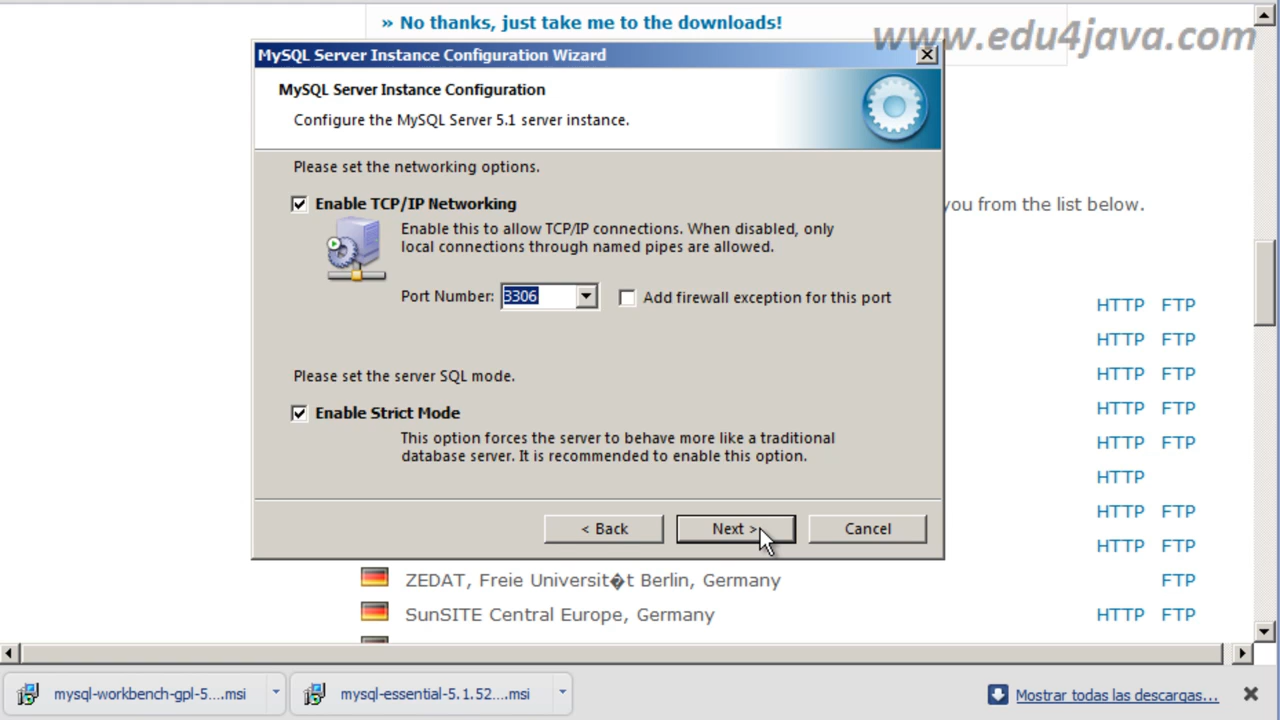 » No thanks, just take me to the downloads!
www.edu4java.com
MySQL Server Instance Configuration Wizard
MySQL Server Instance Configuration
Configure the MySQL Server 5.1 server instance.
Please set the networking options.
Enable TCP/IP Networking
Enable this to allow TCP/IP connections. When disabled, only
local connections through named pipes are allowed.
Port Number: 3306 Add firewall exception for this port
Please set the server SQL mode.
Enable Strict Mode
This option forces the server to behave more like a traditional
database server. It is recommended to enable this option.
< Back Next > Cancel
you from the list below.
HTTP FTP
HTTP FTP
HTTP FTP
HTTP FTP
HTTP FTP
HTTP
HTTP FTP
HTTP FTP
ZEDAT, Freie Universit�t Berlin, Germany FTP
SunSITE Central Europe, Germany HTTP FTP
mysql-workbench-gpl-5....msi mysql-essential-5.1.52....msi Mostrar todas las descargas...